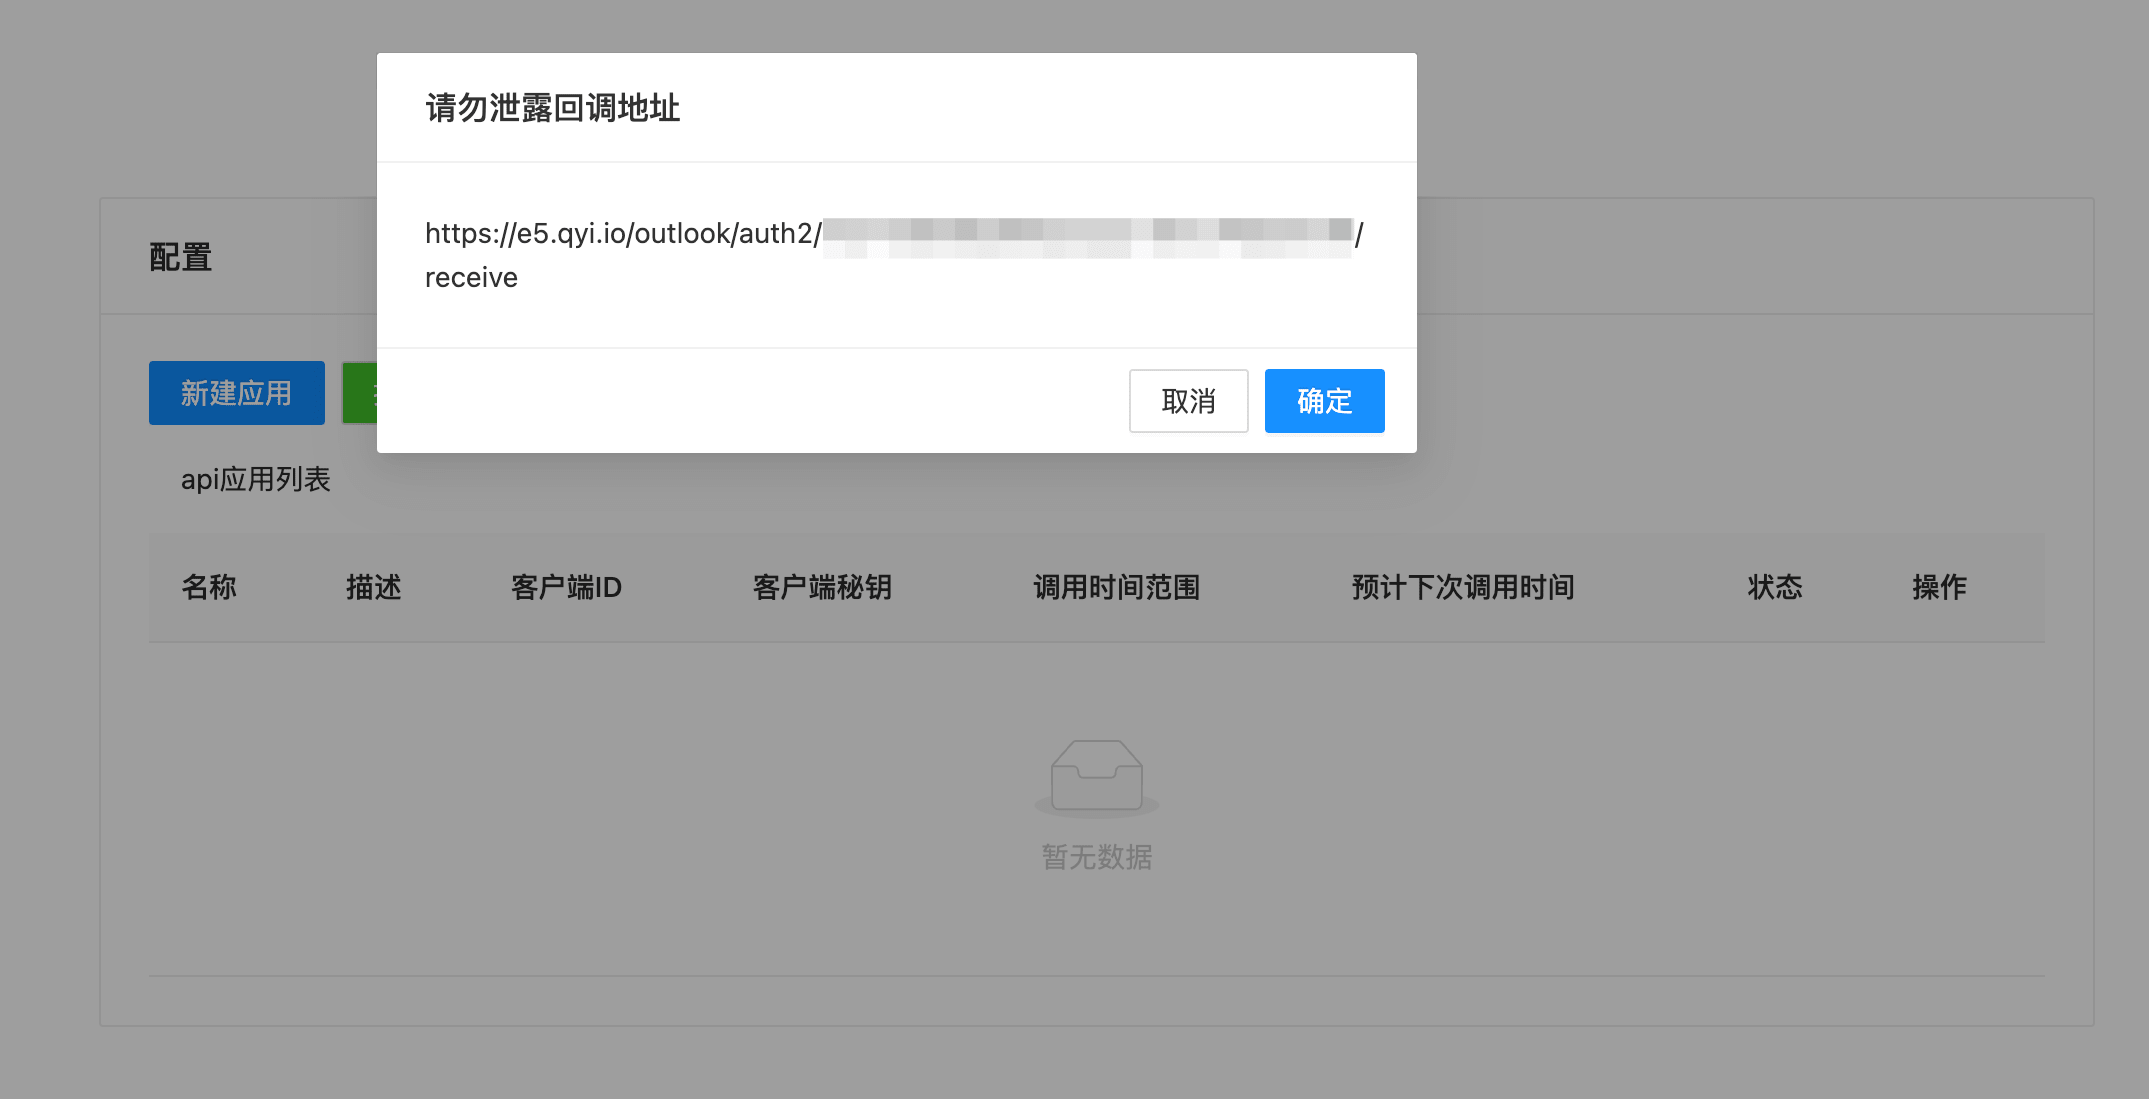 请勿泄露回调地址
https://e5.qyi.io/outlook/auth2/ /
receive
取消 确定
配置
新建应用
api应用列表
名称 描述 客户端ID 客户端秘钥 调用时间范围 预计下次调用时间 状态 操作
暂无数据